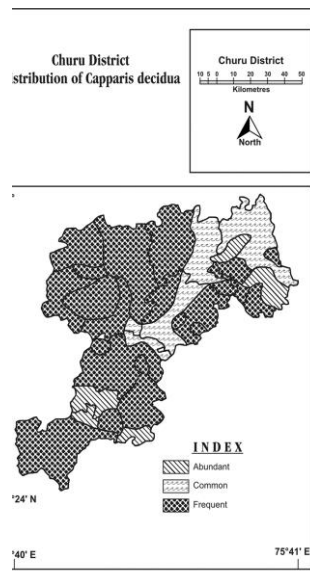 Churu District
stribution of Capparis decidua
Churu District
10 5 0 10 20 30 40 50
Kilometres
N
North
°
INDEX
Abundant
Common
Frequent
°24' N
°40' E
75°41' E